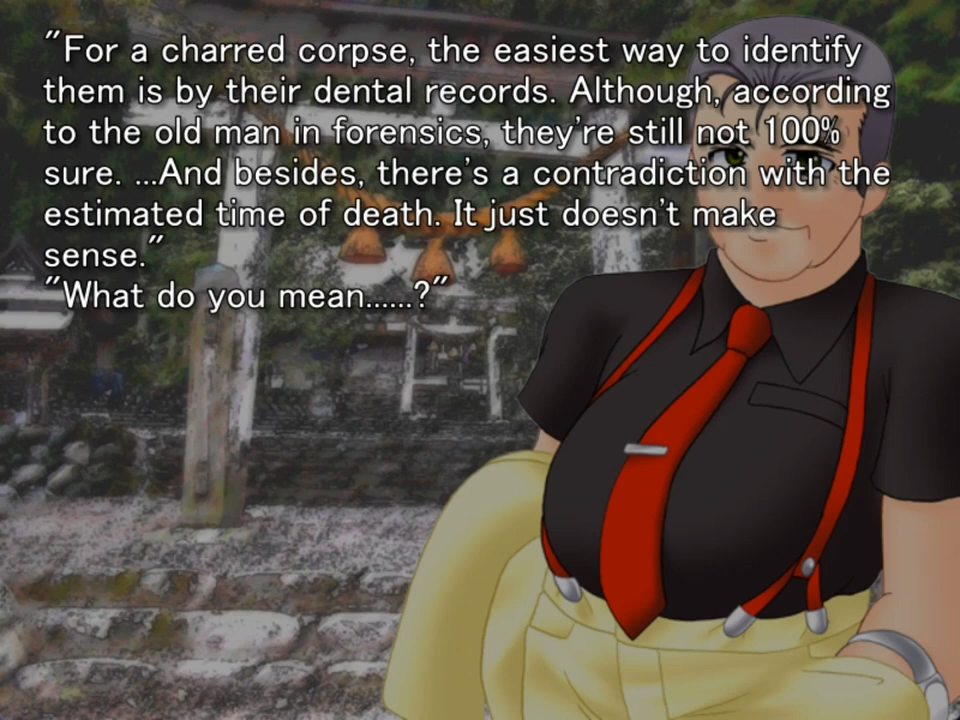 "For a charred corpse, the easiest way to identify
them is by their dental records. Although, according
to the old man in forensics, they're still not 100%
sure. ...And besides, there's a contradiction with the
estimated time of death. It just doesn't make
sense."
"What do you mean......?"